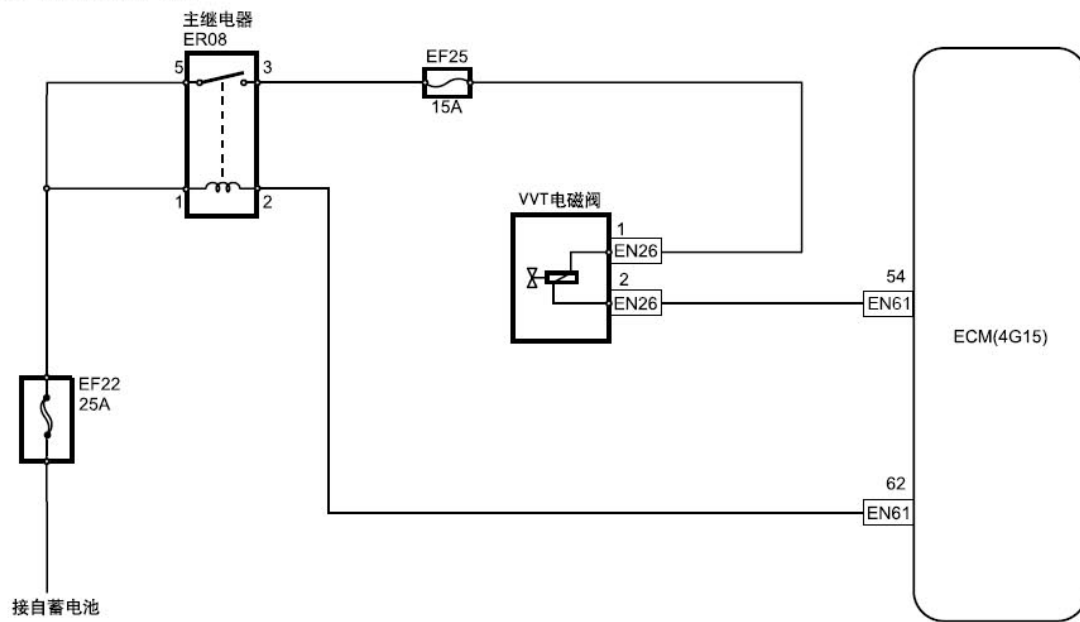 主继电器
ER08
5
3
EF25
15A
1
2
VVT电磁阀
1
EN26
2
EN26
54
EN61
ECM(4G15)
EF22
25A
62
EN61
接自蓄电池